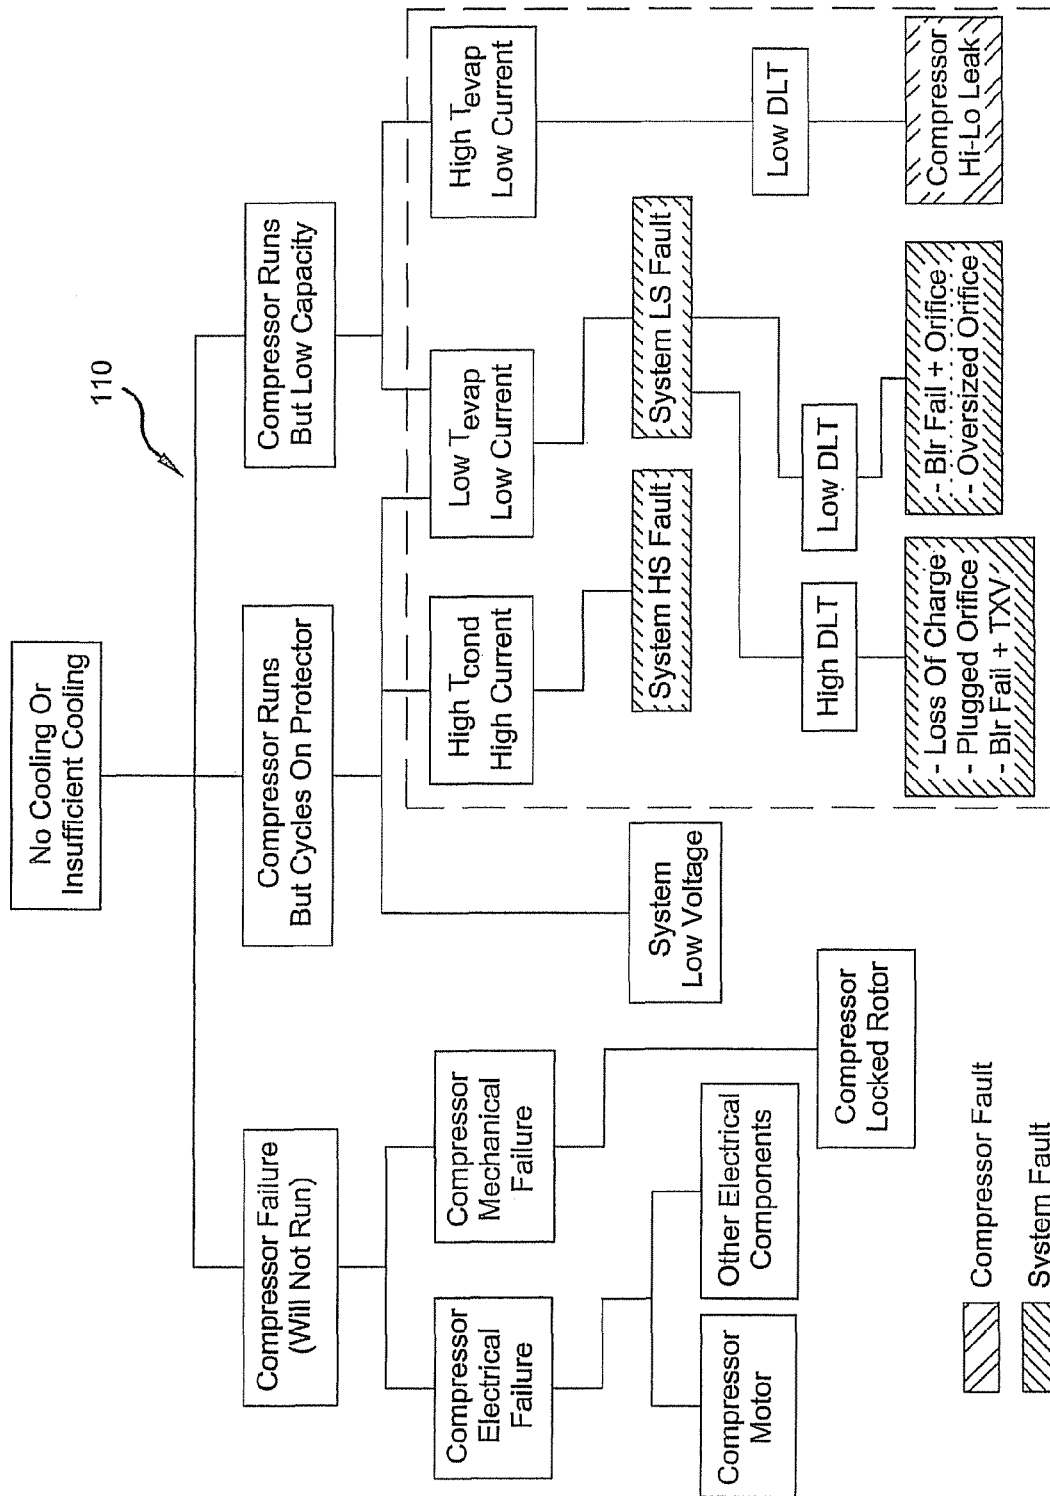 110
No Cooling Or
Insufficient Cooling
Compressor Failure
(Will Not Run)
Compressor Runs
But Cycles On Protector
Compressor Runs
But Low Capacity
Compressor
Electrical
Failure
Compressor
Mechanical
Failure
High Tcond
High Current
Low Tevap
Low Current
High Tevap
Low Current
System
Low Voltage
System HS Fault
System LS Fault
Compressor
Motor
Other Electrical
Components
Low DLT
Compressor
Locked Rotor
High DLT
Low DLT
- Loss Of Charge
- Plugged Orifice
- Blr Fail + TXV
- Blr Fail + Orifice
- Oversized Orifice
Compressor
Hi-Lo Leak
Compressor Fault
System Fault